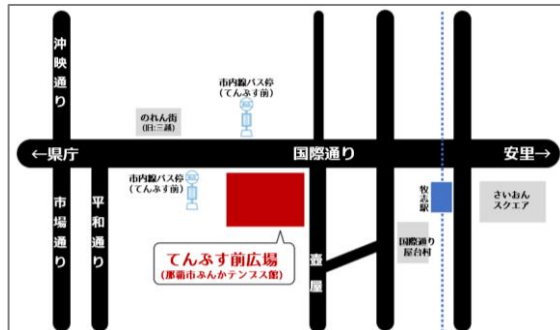 沖映通り
市内線バス停
(てんぶす前)
のれん街
(旧:三越)
←県庁
国際通り
安里→
市内線バス停
(てんぶす前)
市場通り
平和通り
てんぶす前広場
(那覇市ぶんかテンブス館)
壺屋
国際通り
屋台村
牧志駅
さいおん
スクエア